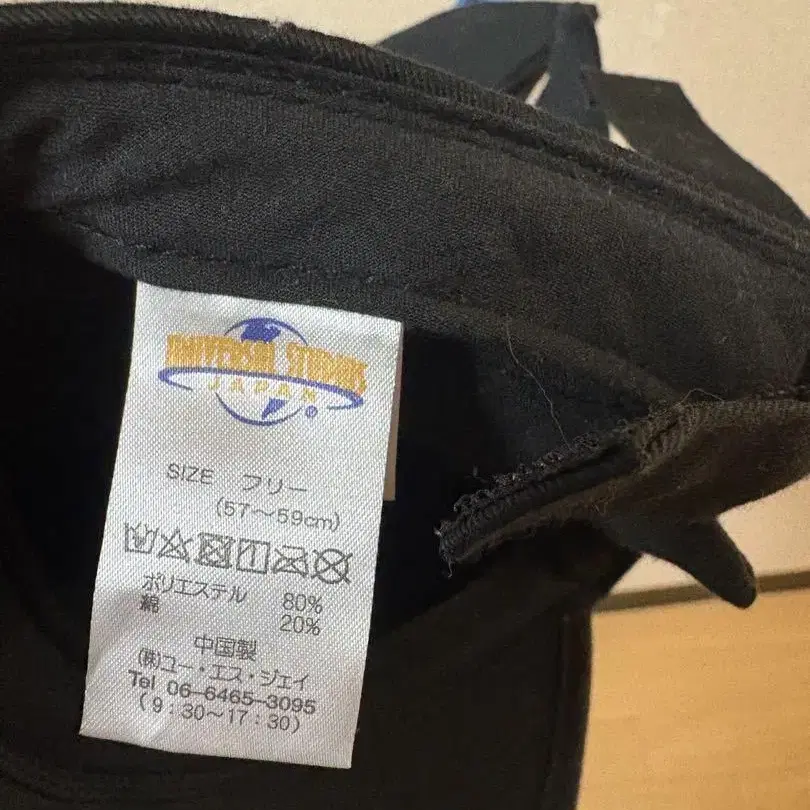 UNIVERSAL STUDIOS
JAPAN
®
SIZE フリー
(57～59cm)
ポリエステル 80%
綿 20%
中国製
(株)ユー・エス・ジェイ
Tel 06-6465-3095
(9:30～17:30)